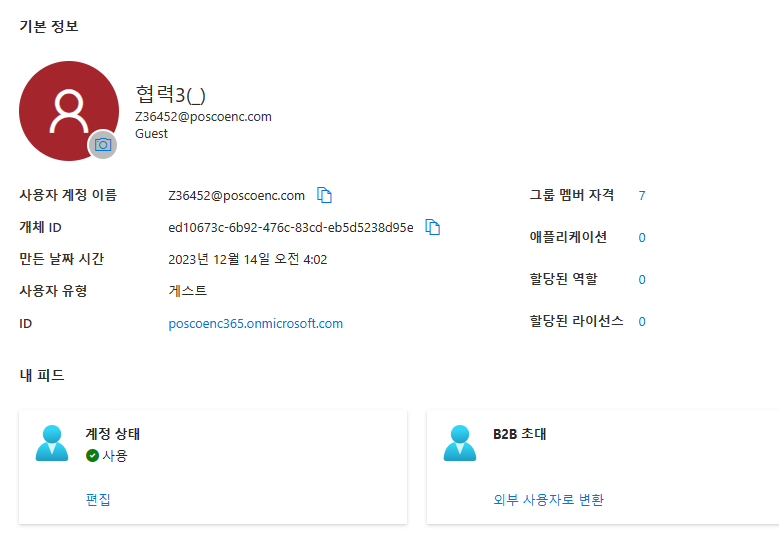 기본 정보
협력3(_)
Z36452@poscoenc.com
Guest
사용자 계정 이름 Z36452@poscoenc.com
개체 ID ed10673c-6b92-476c-83cd-eb5d5238d95e
만든 날짜 시간 2023년 12월 14일 오전 4:02
사용자 유형 게스트
ID poscoenc365.onmicrosoft.com
그룹 멤버 자격 7
애플리케이션 0
할당된 역할 0
할당된 라이선스 0
내 피드
계정 상태
사용
편집
B2B 초대
외부 사용자로 변환